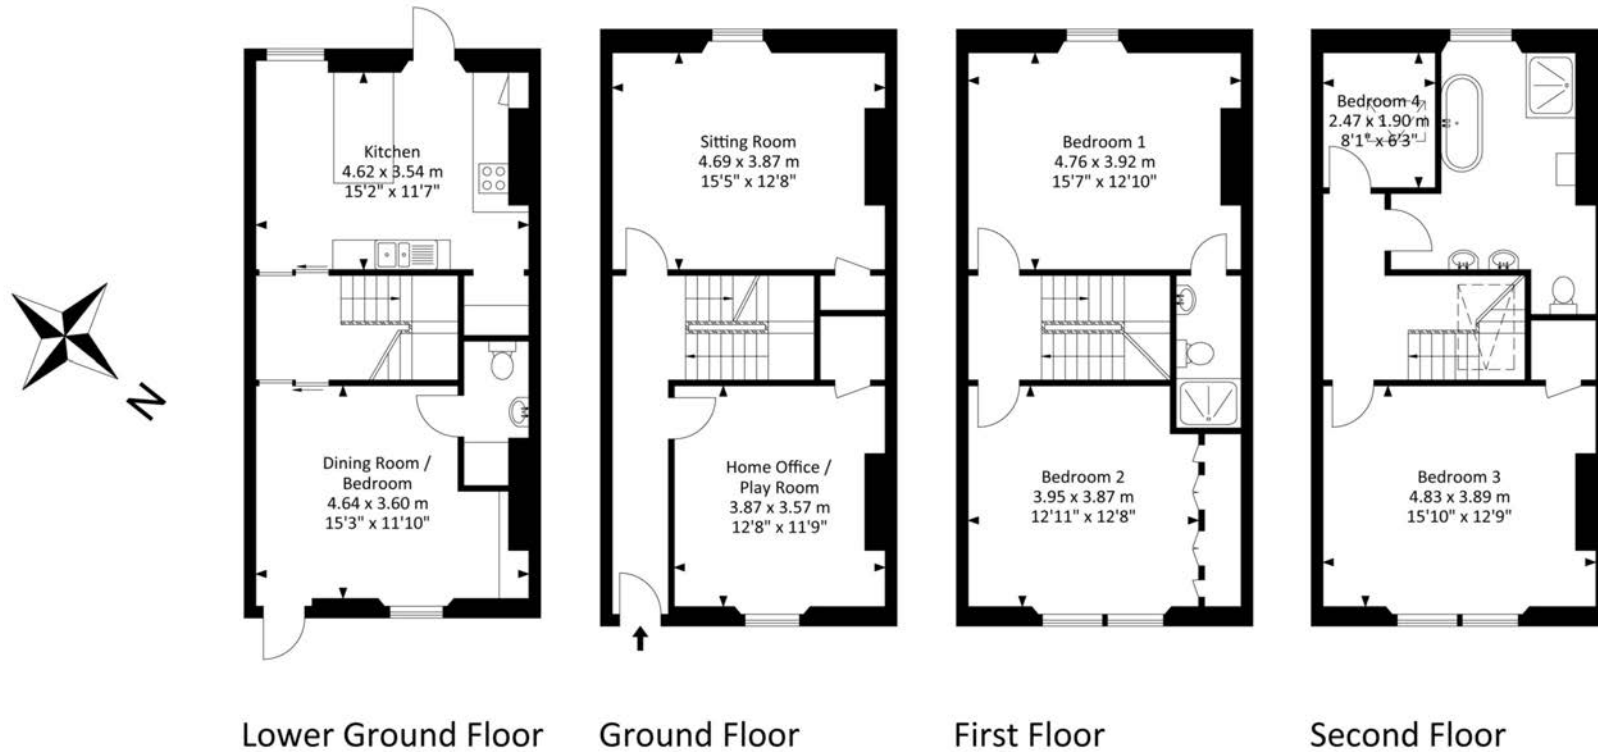 Kitchen
4.62 x 3.54 m
15'2" x 11'7"
Dining Room /
Bedroom
4.64 x 3.60 m
15'3" x 11'10"
Sitting Room
4.69 x 3.87 m
15'5" x 12'8"
Home Office /
Play Room
3.87 x 3.57 m
12'8" x 11'9"
Bedroom 1
4.76 x 3.92 m
15'7" x 12'10"
Bedroom 2
3.95 x 3.87 m
12'11" x 12'8"
Bedroom 4
2.47 x 1.90 m
8'1" x 6'3"
Bedroom 3
4.83 x 3.89 m
15'10" x 12'9"
N
Lower Ground Floor
Ground Floor
First Floor
Second Floor